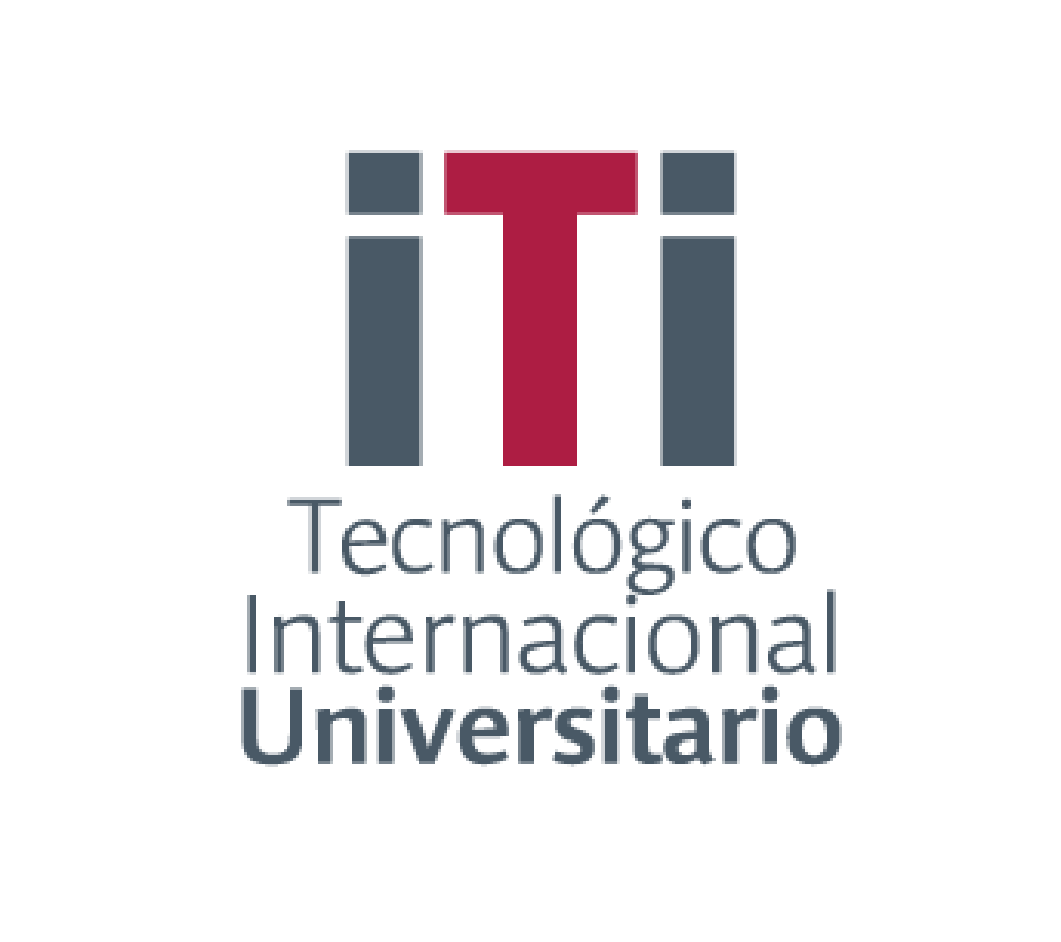 iTi
Tecnológico
Internacional
Universitario